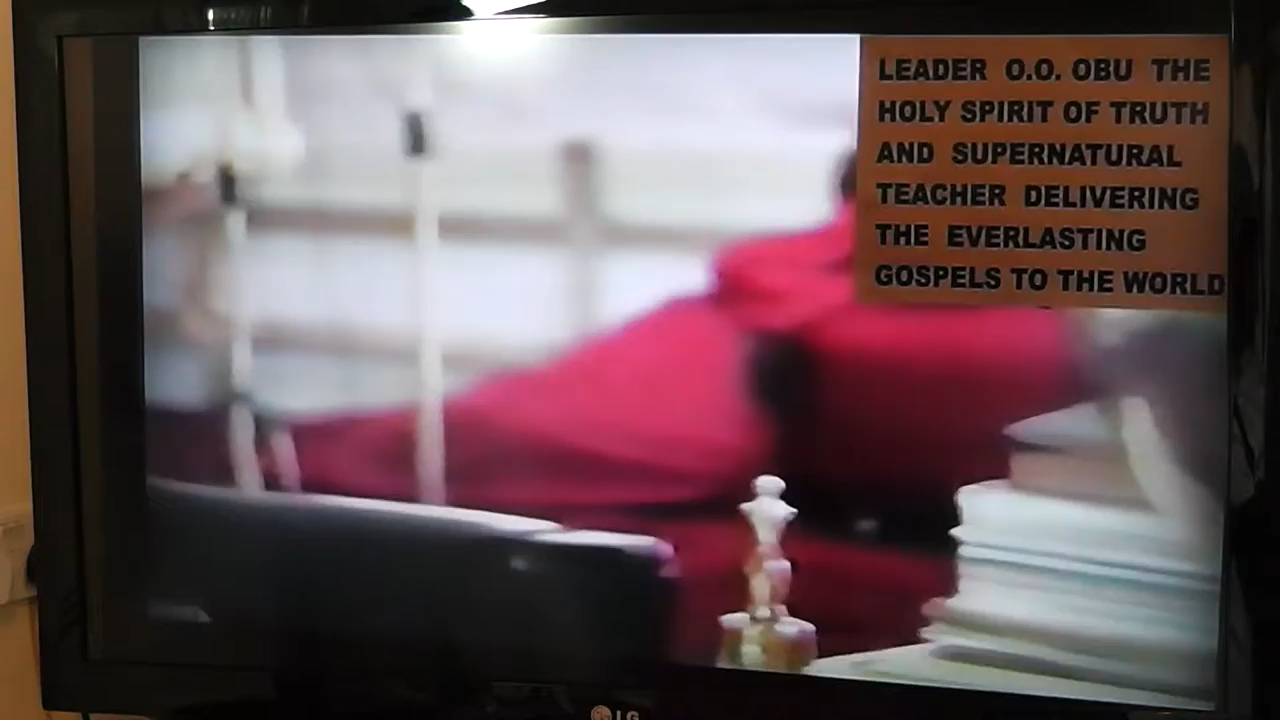 LEADER O.O. OBU THE
HOLY SPIRIT OF TRUTH
AND SUPERNATURAL
TEACHER DELIVERING
THE EVERLASTING
GOSPELS TO THE WORLD
LG